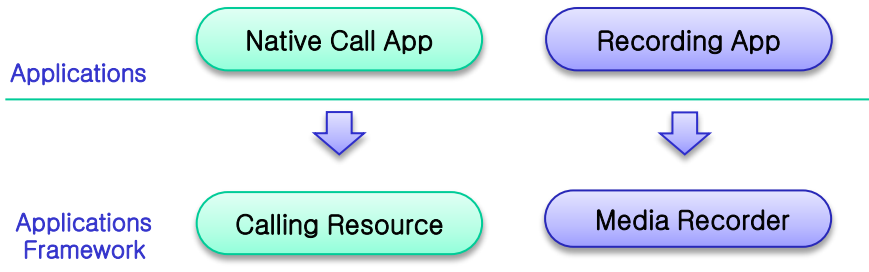 Native Call App
Recording App
Applications
Calling Resource
Media Recorder
Applications
Framework